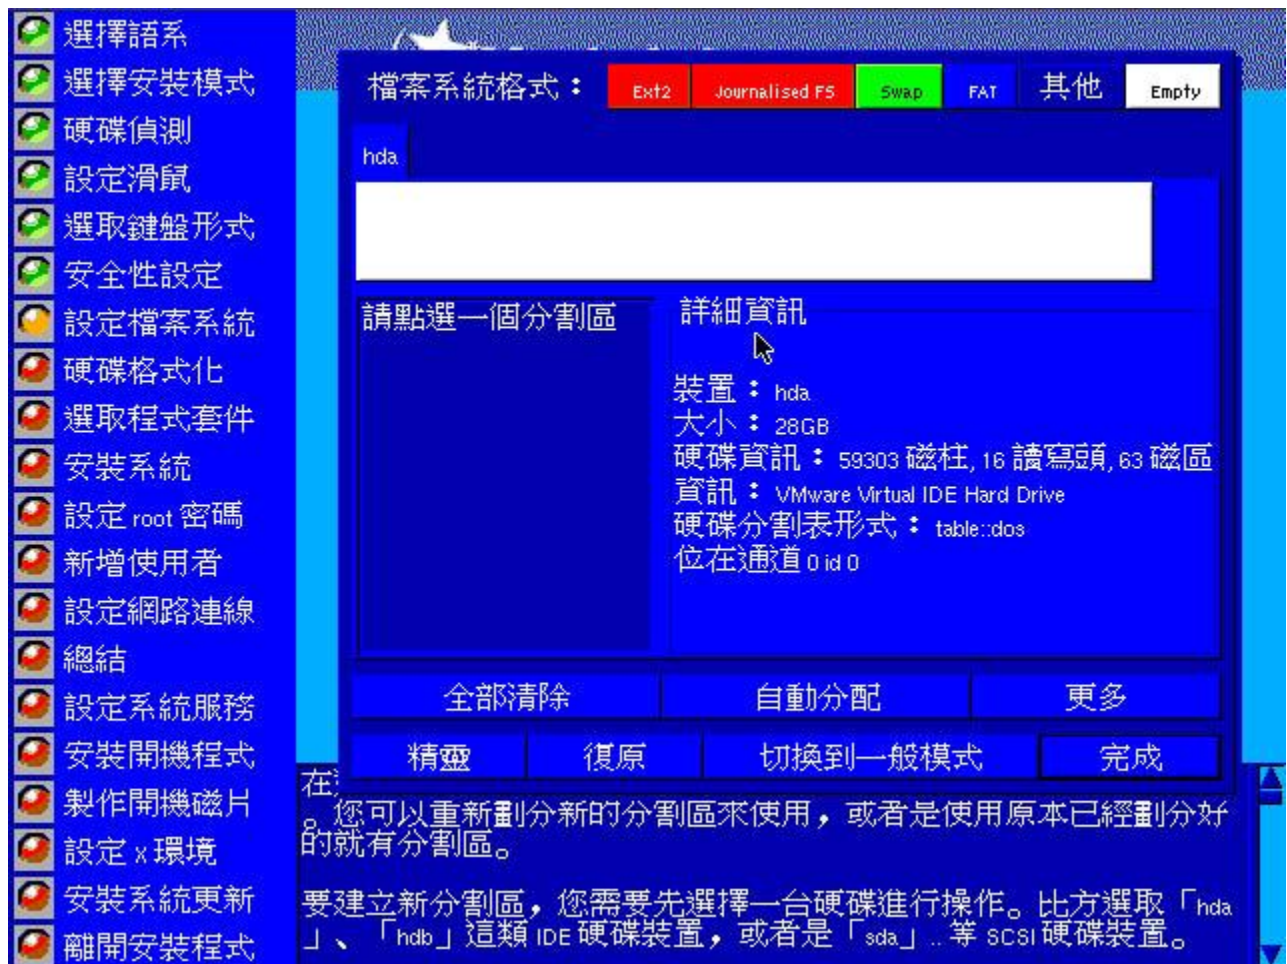 選擇語系
選擇安裝模式
硬碟偵測
設定滑鼠
選取鍵盤形式
安全性設定
設定檔案系統
硬碟格式化
選取程式套件
安裝系統
設定 root 密碼
新增使用者
設定網路連線
總結
設定系統服務
安裝開機程式
製作開機磁片
設定 x 環境
安裝系統更新
離開安裝程式
檔案系統格式： Ext2 Journalised FS Swap FAT 其他 Empty
hda
請點選一個分割區
詳細資訊
裝置： hda
大小： 28GB
硬碟資訊： 59303 磁柱, 16 讀寫頭, 63 磁區
資訊： VMware Virtual IDE Hard Drive
硬碟分割表形式： table::dos
位在通道 0 id 0
全部清除 自動分配 更多
精靈 復原 切換到一般模式 完成
在
。您可以重新劃分新的分割區來使用，或者是使用原本已經劃分好
的就有分割區。
要建立新分割區，您需要先選擇一台硬碟進行操作。比方選取「hda
」、「hdb」這類 IDE 硬碟裝置，或者是「sda」..等 SCSI 硬碟裝置。